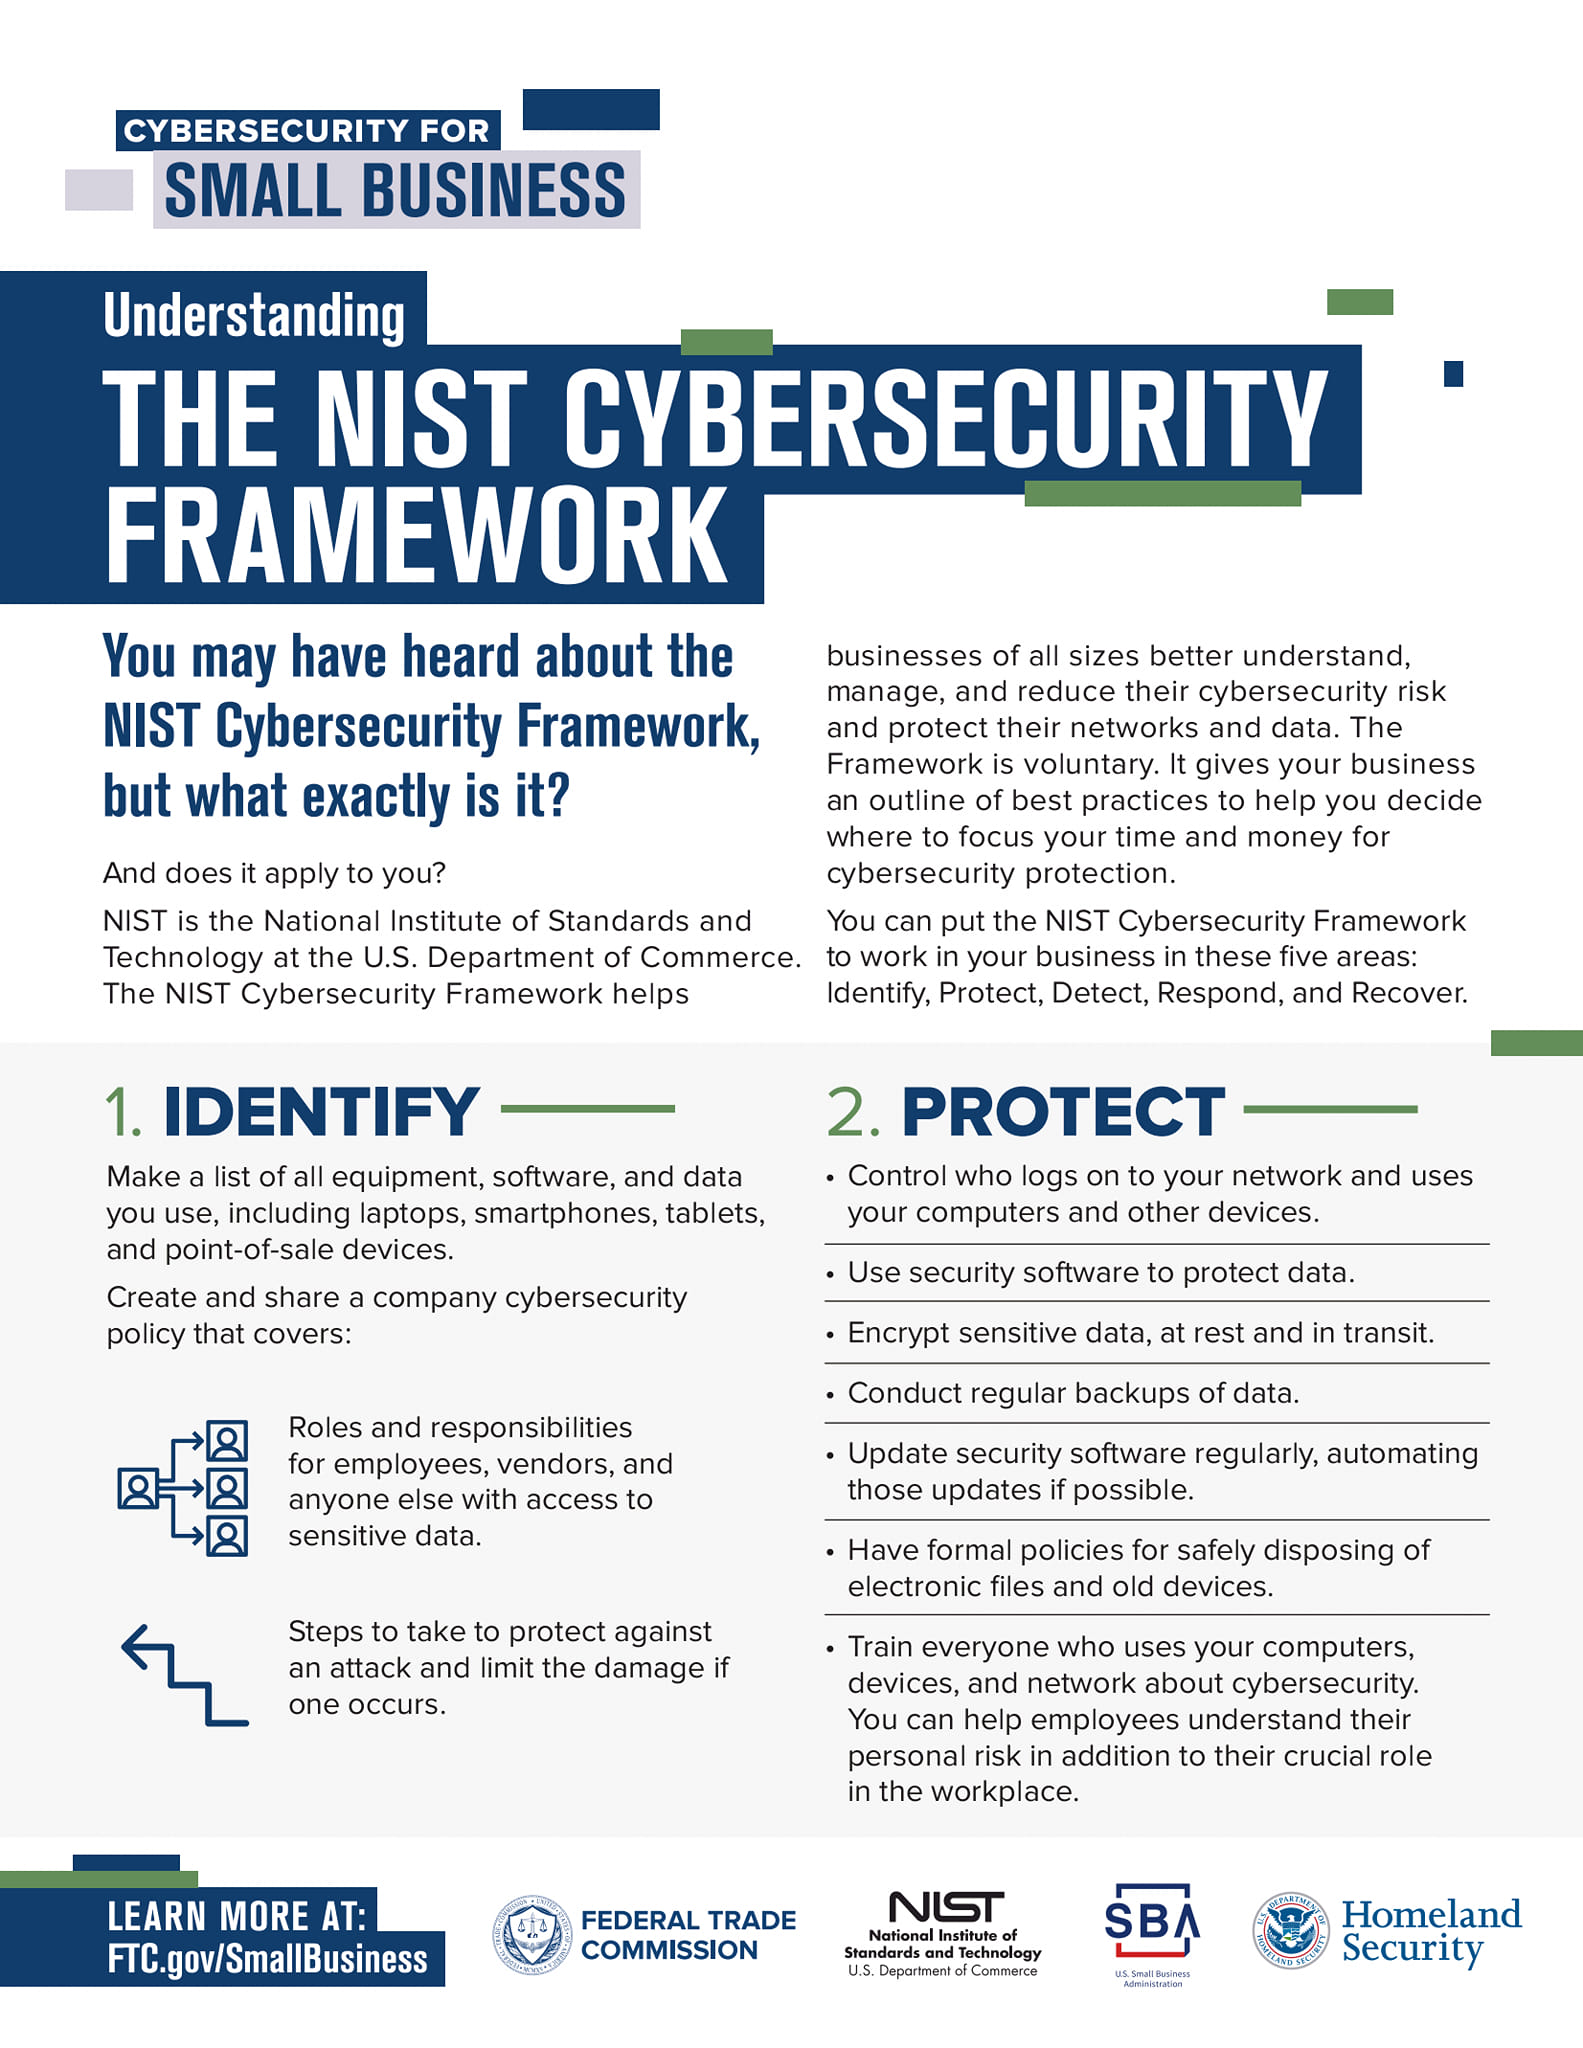 CYBERSECURITY FOR
SMALL BUSINESS
Understanding
THE NIST CYBERSECURITY
FRAMEWORK
You may have heard about the
NIST Cybersecurity Framework,
but what exactly is it?
And does it apply to you?
NIST is the National Institute of Standards and
Technology at the U.S. Department of Commerce.
The NIST Cybersecurity Framework helps
businesses of all sizes better understand,
manage, and reduce their cybersecurity risk
and protect their networks and data. The
Framework is voluntary. It gives your business
an outline of best practices to help you decide
where to focus your time and money for
cybersecurity protection.
You can put the NIST Cybersecurity Framework
to work in your business in these five areas:
Identify, Protect, Detect, Respond, and Recover.
1. IDENTIFY
Make a list of all equipment, software, and data
you use, including laptops, smartphones, tablets,
and point-of-sale devices.
Create and share a company cybersecurity
policy that covers:
Roles and responsibilities
for employees, vendors, and
anyone else with access to
sensitive data.
Steps to take to protect against
an attack and limit the damage if
one occurs.
2. PROTECT
• Control who logs on to your network and uses
your computers and other devices.
• Use security software to protect data.
• Encrypt sensitive data, at rest and in transit.
• Conduct regular backups of data.
• Update security software regularly, automating
those updates if possible.
• Have formal policies for safely disposing of
electronic files and old devices.
• Train everyone who uses your computers,
devices, and network about cybersecurity.
You can help employees understand their
personal risk in addition to their crucial role
in the workplace.
LEARN MORE AT:
FTC.gov/SmallBusiness
FEDERAL TRADE
COMMISSION
NIST
National Institute of
Standards and Technology
U.S. Department of Commerce
SBA
U.S. Small Business
Administration
U.S. DEPARTMENT OF
HOMELAND SECURITY
Homeland
Security